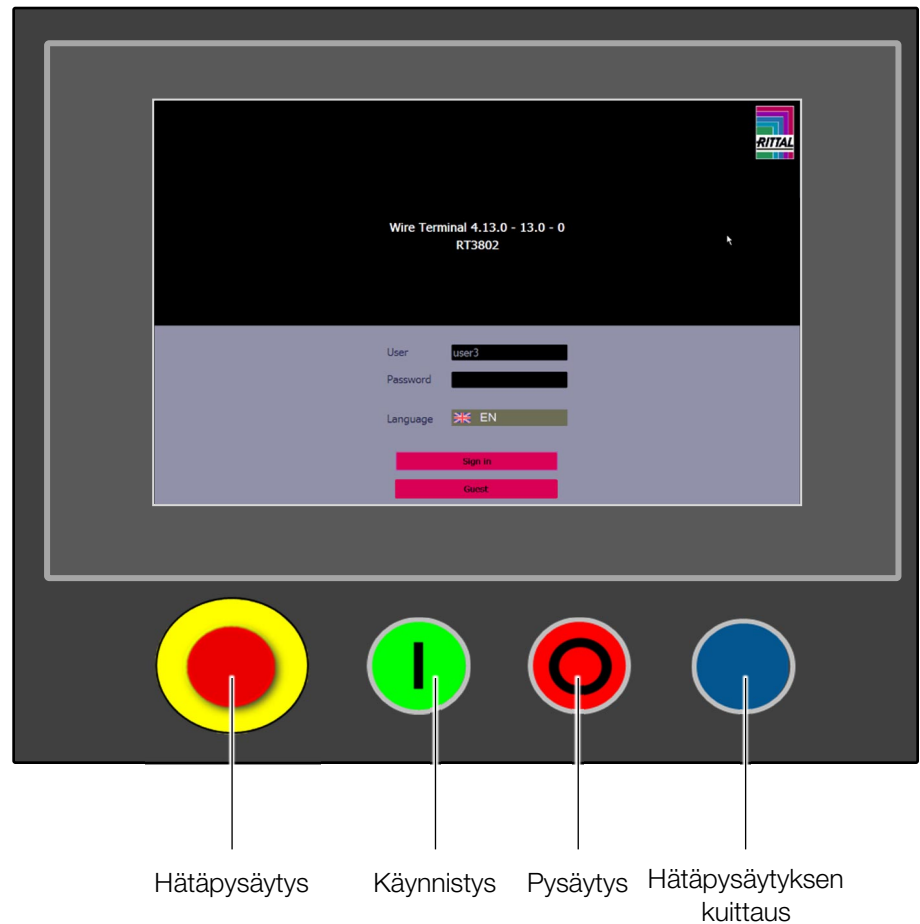 RITTAL
Wire Terminal 4.13.0 - 13.0 - 0
RT3802
User user3
Password
Language EN
Sign in
Guest
Hätäpysäytys Käynnistys Pysäytys Hätäpysäytyksen
kuittaus